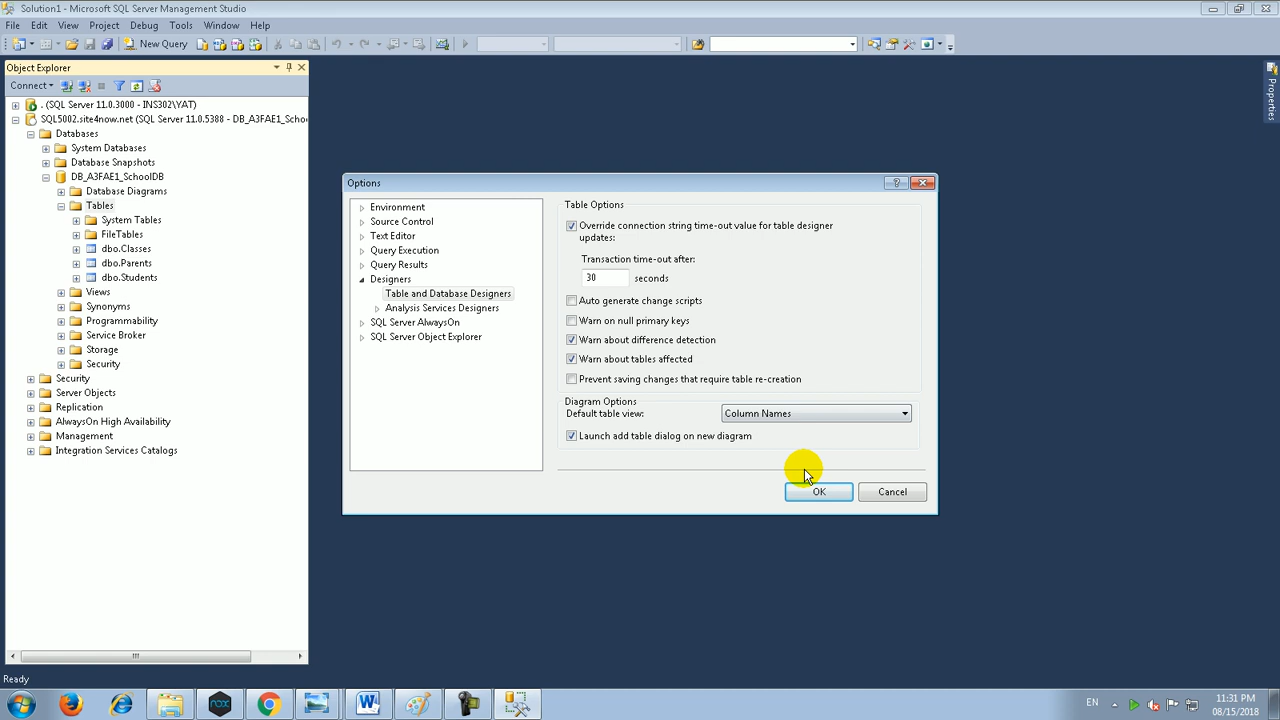 Solution1 - Microsoft SQL Server Management Studio
File Edit View Project Debug Tools Window Help
New Query
Object Explorer
Connect
. (SQL Server 11.0.3000 - INS302\YAT)
SQL5002.site4now.net (SQL Server 11.0.5388 - DB_A3FAE1_Schoo
Databases
System Databases
Database Snapshots
DB_A3FAE1_SchoolDB
Database Diagrams
Tables
System Tables
FileTables
dbo.Classes
dbo.Parents
dbo.Students
Views
Synonyms
Programmability
Service Broker
Storage
Security
Security
Server Objects
Replication
AlwaysOn High Availability
Management
Integration Services Catalogs
Options
Environment
Source Control
Text Editor
Query Execution
Query Results
Designers
Table and Database Designers
Analysis Services Designers
SQL Server AlwaysOn
SQL Server Object Explorer
Table Options
Override connection string time-out value for table designer
updates:
Transaction time-out after:
30 seconds
Auto generate change scripts
Warn on null primary keys
Warn about difference detection
Warn about tables affected
Prevent saving changes that require table re-creation
Diagram Options
Default table view: Column Names
Launch add table dialog on new diagram
OK Cancel
Properties
Ready
nox
EN
11:31 PM
08/15/2018